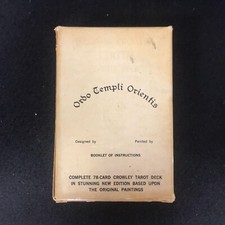 Ordo Templi Orientis
Designed by Painted by
BOOKLET OF INSTRUCTIONS
COMPLETE 78-CARD CROWLEY TAROT DECK
IN STUNNING NEW EDITION BASED UPON
THE ORIGINAL PAINTINGS